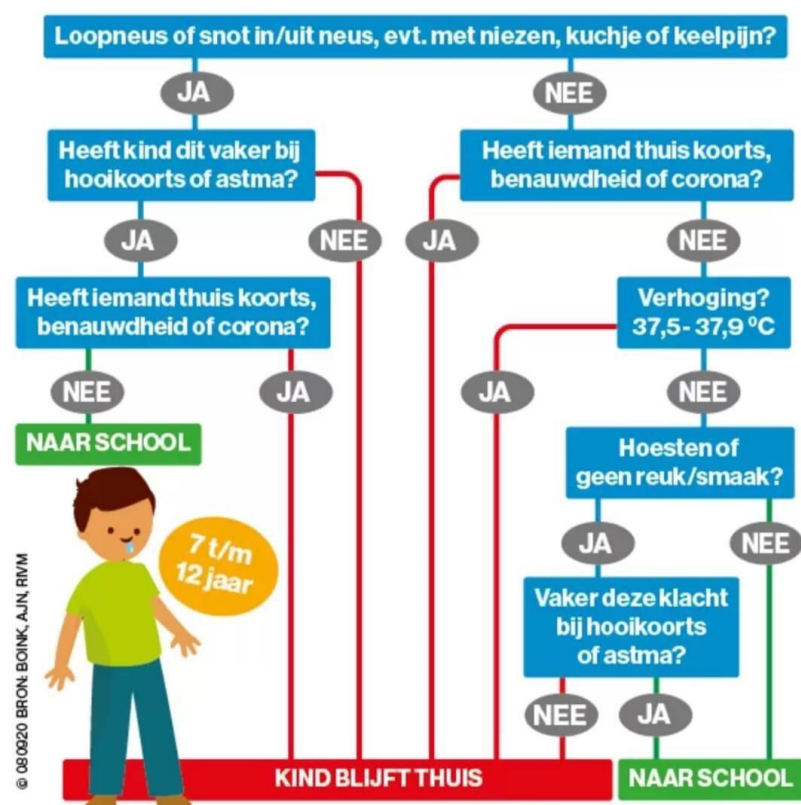 Loopneus of snot in/uit neus, evt. met niezen, kuchje of keelpijn?
JA
NEE
Heeft kind dit vaker bij
hooikoorts of astma?
Heeft iemand thuis koorts,
benauwdheid of corona?
JA
NEE
JA
NEE
Heeft iemand thuis koorts,
benauwdheid of corona?
Verhoging?
37,5-37,9 °C
NEE
JA
JA
NEE
NAAR SCHOOL
Hoesten of
geen reuk/smaak?
7 t/m
12 jaar
JA
NEE
Vaker deze klacht
bij hooikoorts
of astma?
NEE
JA
KIND BLIJFT THUIS
NAAR SCHOOL
© 080920 BRON: BOINK, AJN, RIVM